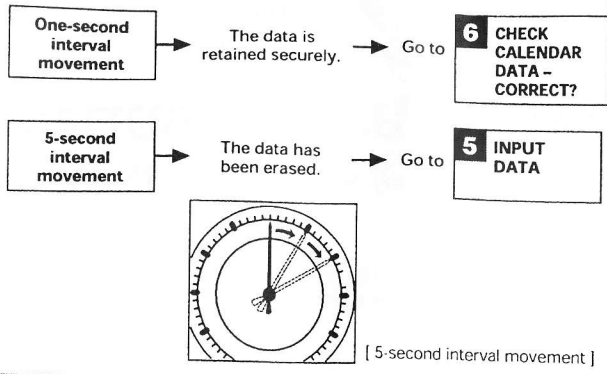 One-second
interval
movement
The data is
retained securely.
Go to
6 CHECK
CALENDAR
DATA –
CORRECT?
5-second
interval
movement
The data has
been erased.
Go to
5 INPUT
DATA
[ 5-second interval movement ]